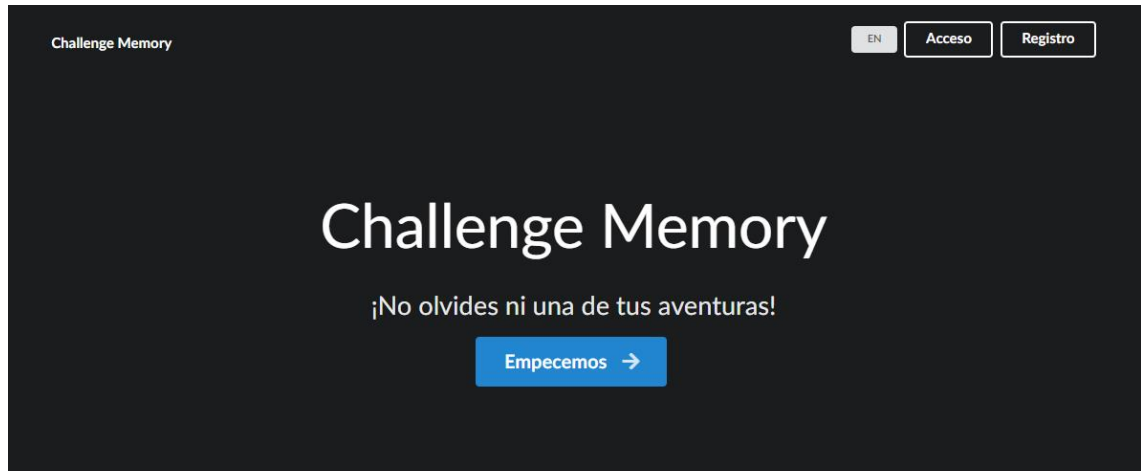 Challenge Memory
EN Acceso Registro
Challenge Memory
¡No olvides ni una de tus aventuras!
Empecemos →